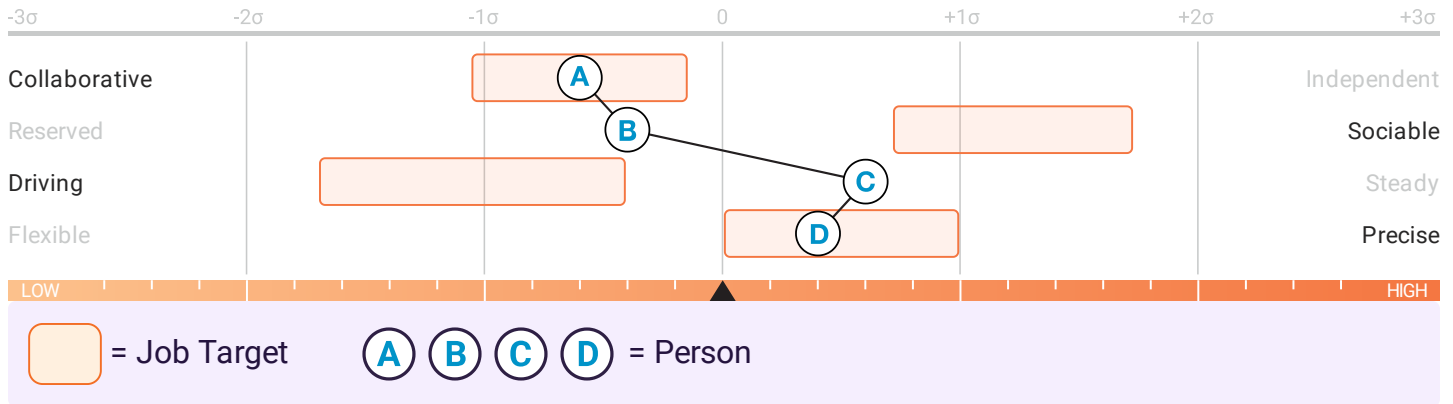 -3σ -2σ -1σ 0 +1σ +2σ +3σ
Collaborative A Independent
Reserved B Sociable
Driving C Steady
Flexible D Precise
LOW HIGH
= Job Target A B C D = Person